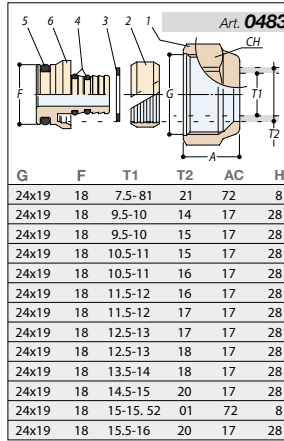 Art. 0483
5 6 4 3 2 1
CH
F G T1 T2
A
G F T1 T2 AC H
24x19 18 7.5-81 21 72 8
24x19 18 9.5-10 14 17 28
24x19 18 9.5-10 15 17 28
24x19 18 10.5-11 15 17 28
24x19 18 10.5-11 16 17 28
24x19 18 11.5-12 16 17 28
24x19 18 11.5-12 17 17 28
24x19 18 12.5-13 17 17 28
24x19 18 12.5-13 18 17 28
24x19 18 13.5-14 18 17 28
24x19 18 14.5-15 20 17 28
24x19 18 15-15. 52 01 72 8
24x19 18 15.5-16 20 17 28